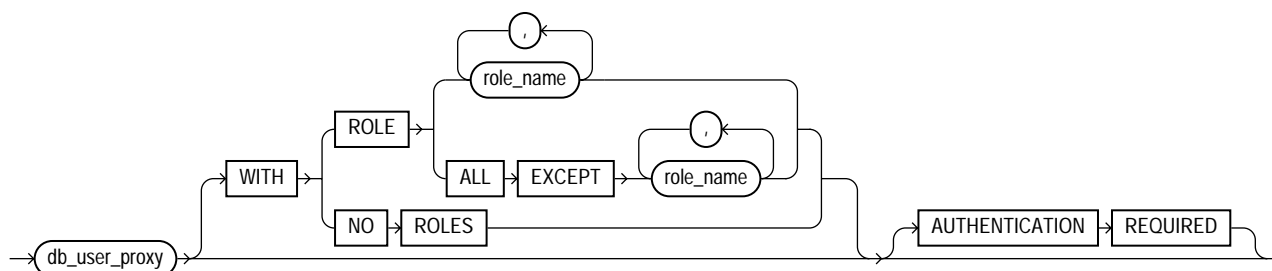 ,
role_name
ROLE
,
WITH ALL EXCEPT role_name
NO ROLES AUTHENTICATION REQUIRED
db_user_proxy